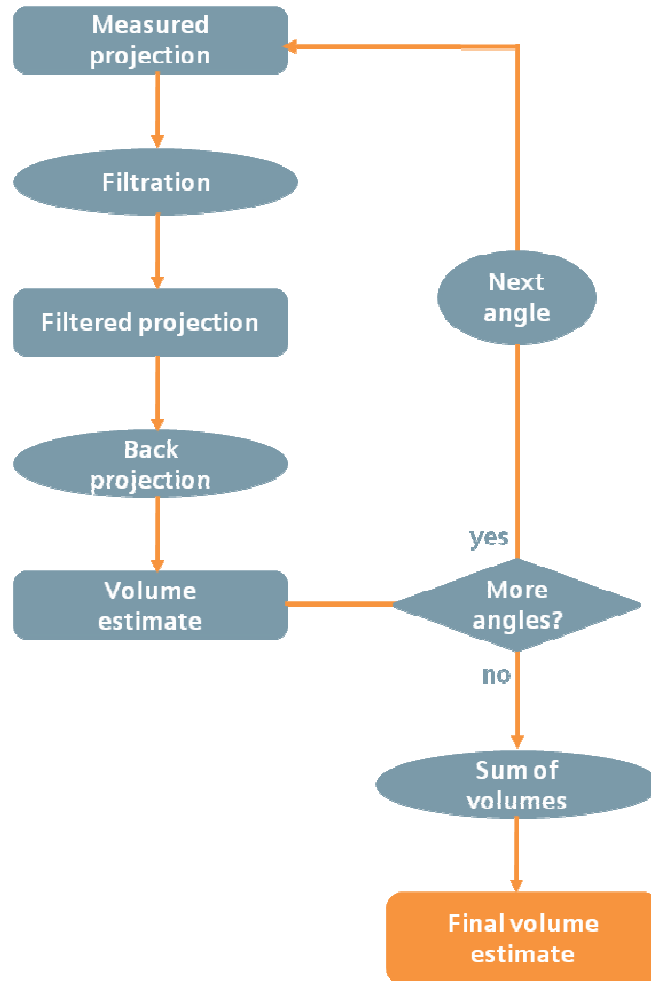 Measured
projection
Filtration
Filtered projection
Back
projection
Volume
estimate
Next
angle
yes
More
angles?
no
Sum of
volumes
Final volume
estimate